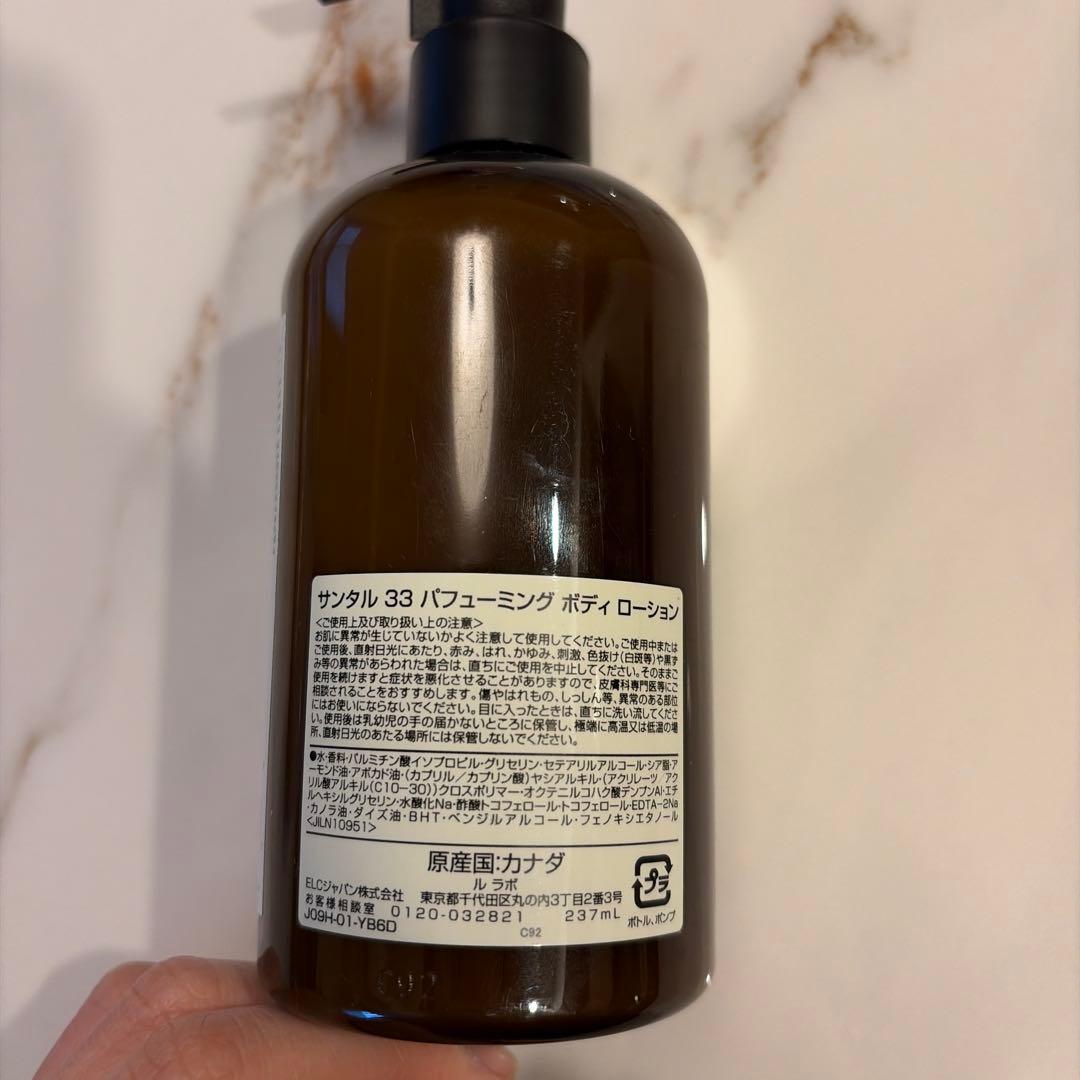 サンタル 33 パフューミング ボディ ローション
<ご使用上及び取り扱い上の注意>
お肌に異常が生じていないかよく注意して使用してください。ご使用中または
ご使用後、直射日光にあたり、赤み、はれ、かゆみ、刺激、色抜け(白斑等)や黒ず
み等の異常があらわれた場合は、直ちにご使用を中止してください。そのままご
使用を続けますと症状を悪化させることがありますので、皮膚科専門医等にご
相談されることをおすすめします。傷やはれもの、しっしん等、異常のある部位
にはお使いにならないでください。目に入ったときは、直ちに洗い流してくださ
い。使用後は乳幼児の手の届かないところに保管し、極端に高温又は低温の場
所、直射日光のあたる場所には保管しないでください。
●水・香料・パルミチン酸イソプロピル・グリセリン・セテアリルアルコール・シア脂・ア
ーモンド油・アボカド油・(カプリル/カプリン酸)ヤシアルキル・(アクリレーツ/アク
リル酸アルキル(C10-30))クロスポリマー・オクテニルコハク酸デンプンAl・エチ
ルヘキシルグリセリン・水酸化Na・酢酸トコフェロール・トコフェロール・EDTA-2Na
・カノラ油・ダイズ油・BHT・ベンジルアルコール・フェノキシエタノール
<JILN10951>
原産国:カナダ
ル ラボ
ELCジャパン株式会社 東京都千代田区丸の内3丁目2番3号
お客様相談室 0120-032821 237mL
J09H-01-YB6D
C92
プラ
ボトル、ポンプ